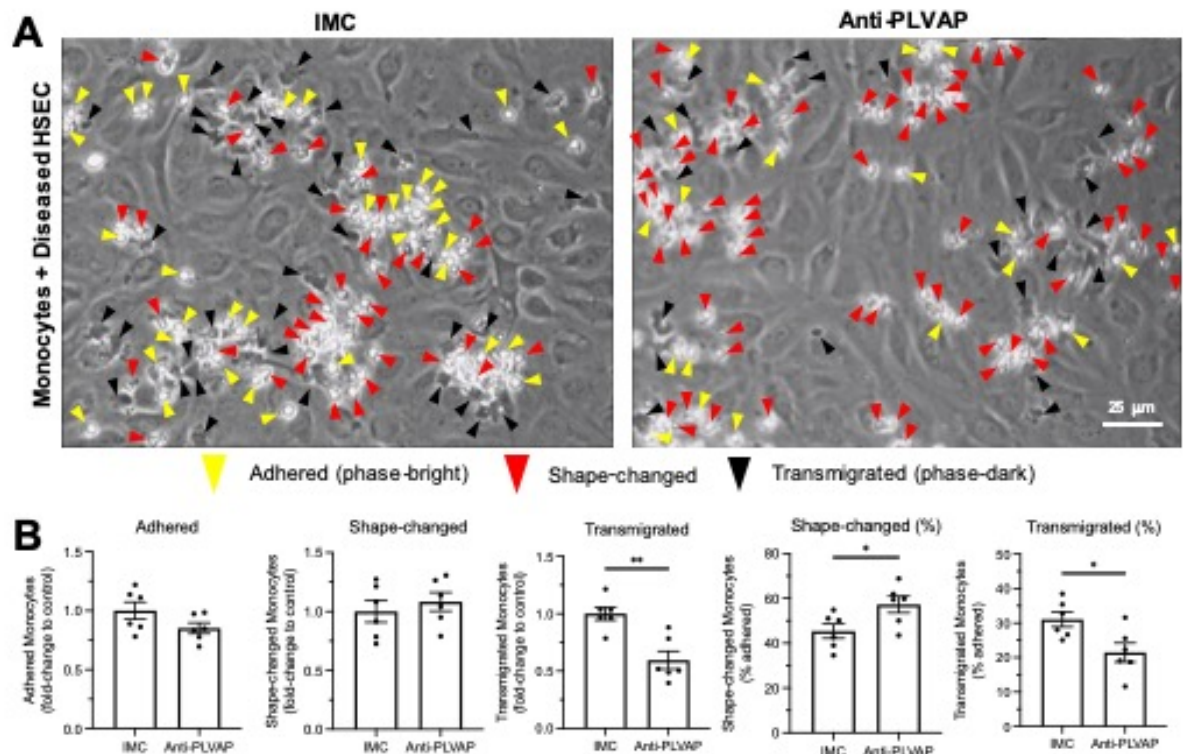 A
IMC
Anti-PLVAP
Monocytes + Diseased HSEC
25 µm
Adhered (phase-bright)
Shape-changed
Transmigrated (phase-dark)
B
Adhered
Adhered Monocytes
(fold-change to control)
1.5
1.0
0.5
0.0
IMC
Anti-PLVAP
Shape-changed
Shape-changed Monocytes
(fold-change to control)
1.5
1.0
0.5
0.0
IMC
Anti-PLVAP
Transmigrated
Transmigrated Monocytes
(fold-change to control)
1.5
1.0
0.5
0.0
**
IMC
Anti-PLVAP
Shape-changed (%)
Shape-changed Monocytes
(% adhered)
80
60
40
20
0
*
IMC
Anti-PLVAP
Transmigrated (%)
Transmigrated Monocytes
(% adhered)
50
40
30
20
10
0
*
IMC
Anti-PLVAP